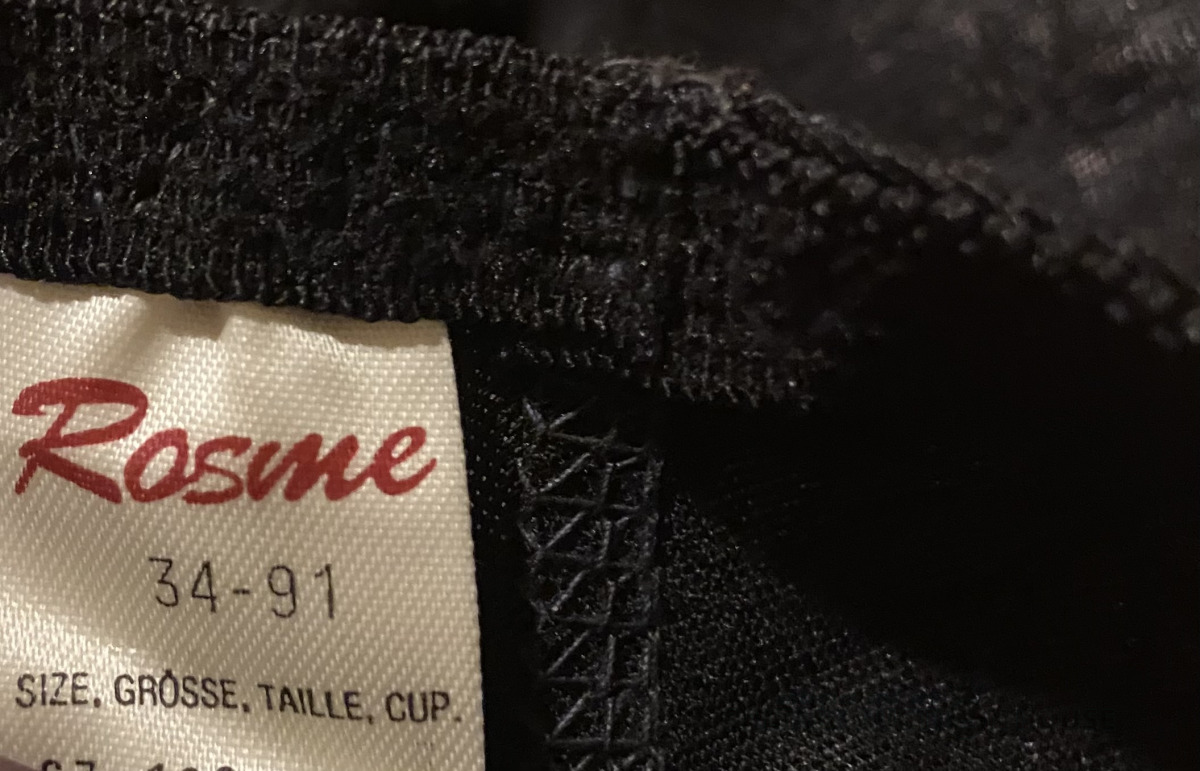 Rosme
34-91
SIZE, GRÖSSE, TAILLE, CUP.